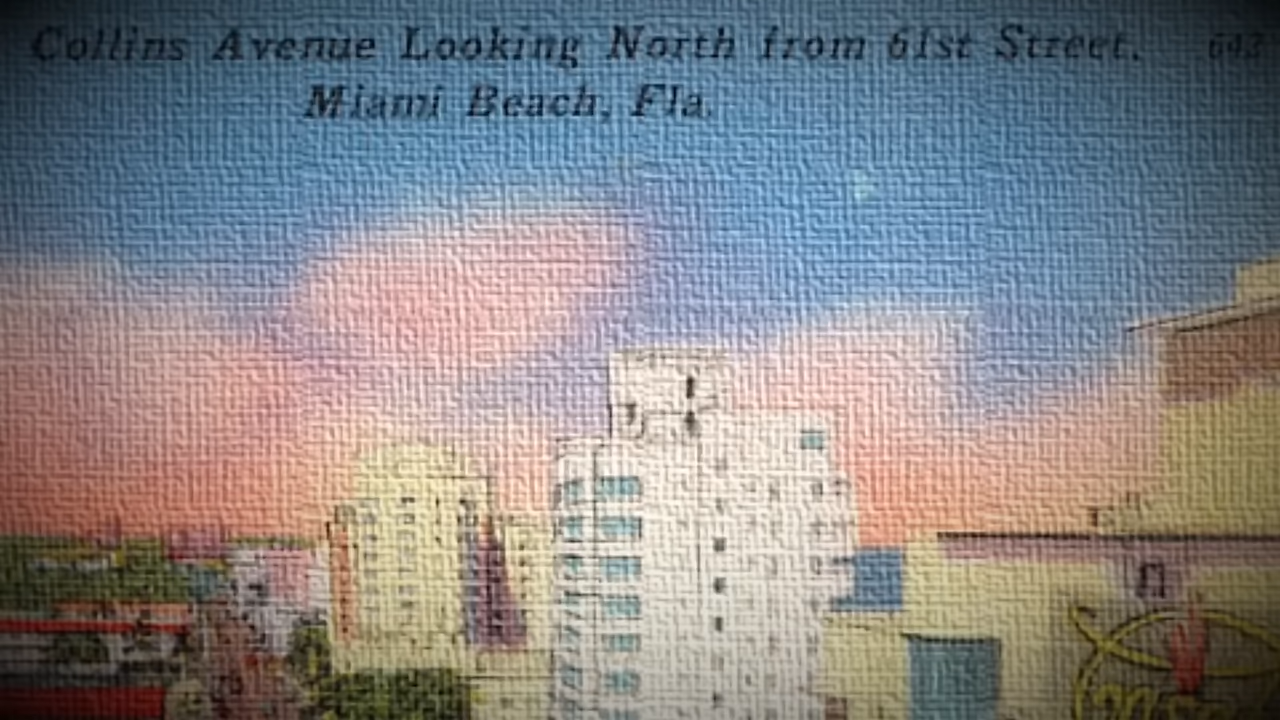 Collins Avenue Looking North from 61st Street.
Miami Beach, Fla.